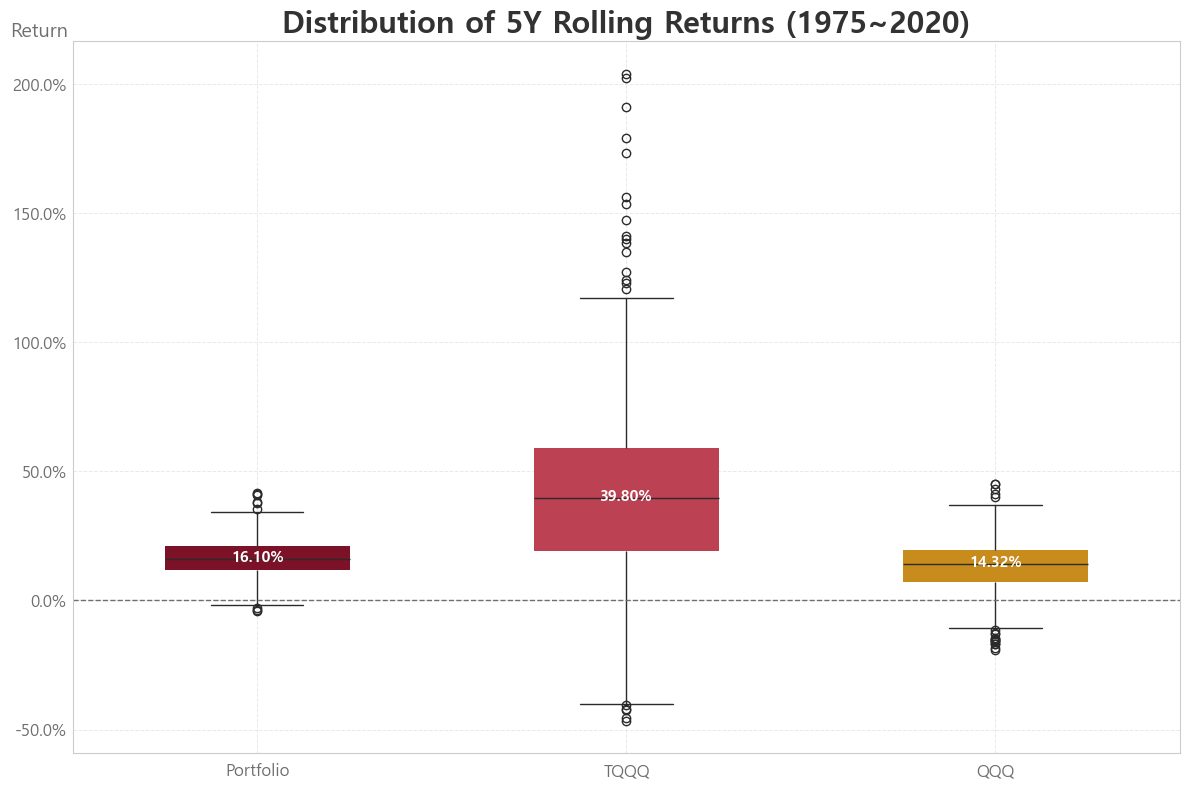 Distribution of 5Y Rolling Returns (1975~2020)
Return
200.0%
150.0%
100.0%
50.0%
0.0%
-50.0%
16.10%
39.80%
14.32%
Portfolio
TQQQ
QQQ